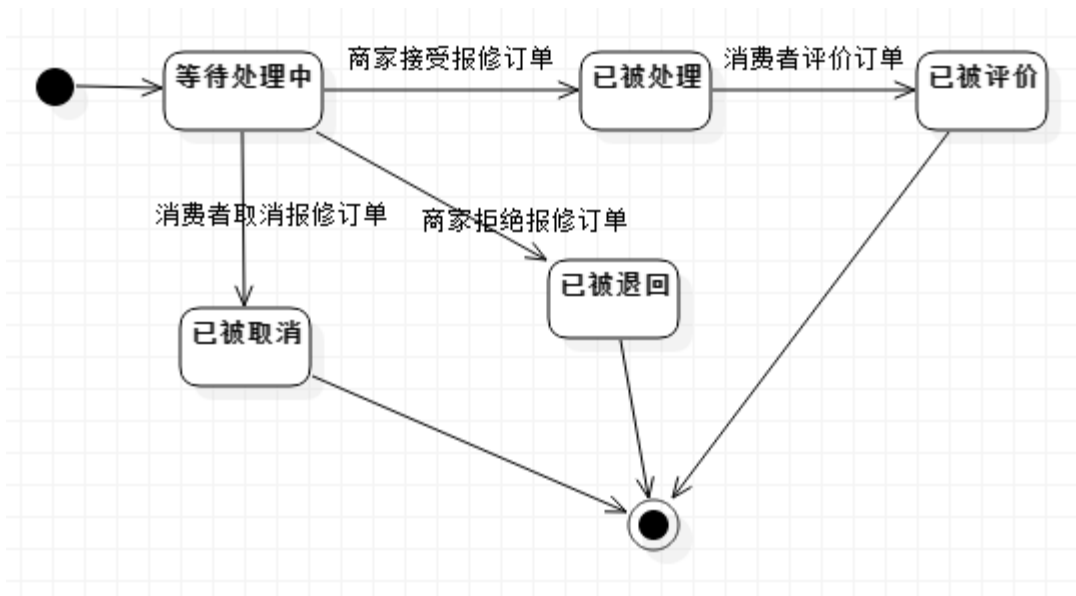 商家接受报修订单
消费者评价订单
等待处理中
已被处理
已被评价
消费者取消报修订单
商家拒绝报修订单
已被退回
已被取消